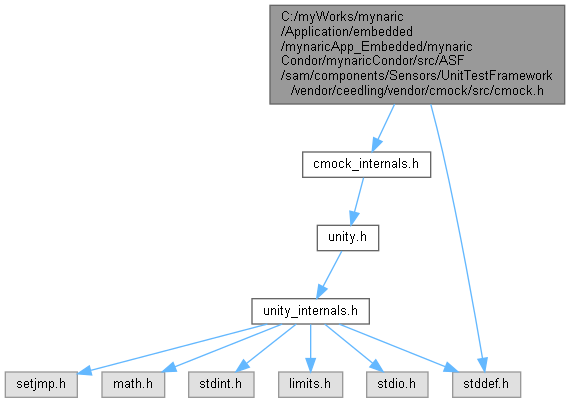 C:/myWorks/mynaric
/Application/embedded
/mynaricApp_Embedded/mynaric
Condor/mynaricCondor/src/ASF
/sam/components/Sensors/UnitTestFramework
/vendor/ceedling/vendor/cmock/src/cmock.h
cmock_internals.h
unity.h
unity_internals.h
setjmp.h
math.h
stdint.h
limits.h
stdio.h
stddef.h